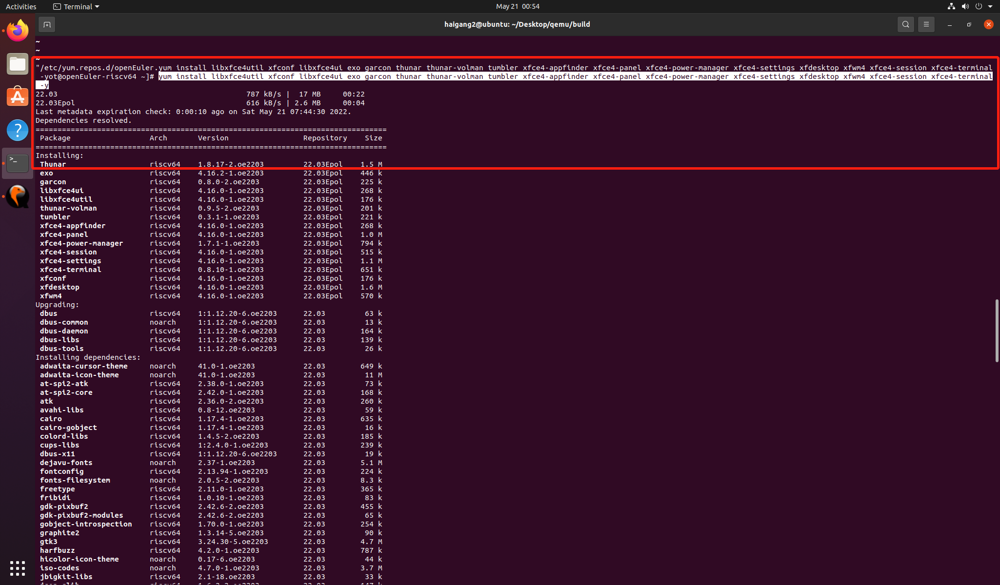 Activities
Terminal
May 21 00:54
haigang2@ubuntu: ~/Desktop/qemu/build
~
~
~
"/etc/yum.repos.d/openEuler.yum install libxfce4util xfconf libxfce4ui exo garcon thunar thunar-volman tumbler xfce4-appfinder xfce4-panel xfce4-power-manager xfce4-settings xfdesktop xfwm4 xfce4-session xfce4-terminal
-yot@openEuler-riscv64 ~]# yum install libxfce4util xfconf libxfce4ui exo garcon thunar thunar-volman tumbler xfce4-appfinder xfce4-panel xfce4-power-manager xfce4-settings xfdesktop xfwm4 xfce4-session xfce4-terminal
-y
22.03 787 kB/s | 17 MB 00:22
22.03Epol 616 kB/s | 2.6 MB 00:04
Last metadata expiration check: 0:00:10 ago on Sat May 21 07:44:30 2022.
Dependencies resolved.
================================================================================
Package Arch Version Repository Size
================================================================================
Installing:
Thunar riscv64 1.8.17-2.oe2203 22.03Epol 1.5 M
exo riscv64 4.16.2-1.oe2203 22.03Epol 446 k
garcon riscv64 0.8.0-2.oe2203 22.03Epol 225 k
libxfce4ui riscv64 4.16.0-1.oe2203 22.03Epol 268 k
libxfce4util riscv64 4.16.0-1.oe2203 22.03Epol 176 k
thunar-volman riscv64 0.9.5-2.oe2203 22.03Epol 201 k
tumbler riscv64 0.3.1-1.oe2203 22.03Epol 221 k
xfce4-appfinder riscv64 4.16.0-1.oe2203 22.03Epol 268 k
xfce4-panel riscv64 4.16.0-1.oe2203 22.03Epol 1.0 M
xfce4-power-manager riscv64 1.7.1-1.oe2203 22.03Epol 794 k
xfce4-session riscv64 4.16.0-1.oe2203 22.03Epol 515 k
xfce4-settings riscv64 4.16.0-1.oe2203 22.03Epol 1.1 M
xfce4-terminal riscv64 0.8.10-1.oe2203 22.03Epol 651 k
xfconf riscv64 4.16.0-1.oe2203 22.03Epol 176 k
xfdesktop riscv64 4.16.0-1.oe2203 22.03Epol 1.6 M
xfwm4 riscv64 4.16.0-1.oe2203 22.03Epol 570 k
Upgrading:
dbus riscv64 1:1.12.20-6.oe2203 22.03 63 k
dbus-common noarch 1:1.12.20-6.oe2203 22.03 13 k
dbus-daemon riscv64 1:1.12.20-6.oe2203 22.03 164 k
dbus-libs riscv64 1:1.12.20-6.oe2203 22.03 139 k
dbus-tools riscv64 1:1.12.20-6.oe2203 22.03 26 k
Installing dependencies:
adwaita-cursor-theme noarch 41.0-1.oe2203 22.03 649 k
adwaita-icon-theme noarch 41.0-1.oe2203 22.03 11 M
at-spi2-atk riscv64 2.38.0-1.oe2203 22.03 73 k
at-spi2-core riscv64 2.42.0-1.oe2203 22.03 168 k
atk riscv64 2.36.0-2.oe2203 22.03 260 k
avahi-libs riscv64 0.8-12.oe2203 22.03 59 k
cairo riscv64 1.17.4-1.oe2203 22.03 635 k
cairo-gobject riscv64 1.17.4-1.oe2203 22.03 16 k
colord-libs riscv64 1.4.5-2.oe2203 22.03 185 k
cups-libs riscv64 1:2.4.0-1.oe2203 22.03 239 k
dbus-x11 riscv64 1:1.12.20-6.oe2203 22.03 19 k
dejavu-fonts noarch 2.37-1.oe2203 22.03 5.1 M
fontconfig riscv64 2.13.94-1.oe2203 22.03 224 k
fonts-filesystem noarch 2.0.5-2.oe2203 22.03 8.3 k
freetype riscv64 2.11.0-1.oe2203 22.03 365 k
fribidi riscv64 1.0.10-1.oe2203 22.03 83 k
gdk-pixbuf2 riscv64 2.42.6-2.oe2203 22.03 455 k
gdk-pixbuf2-modules riscv64 2.42.6-2.oe2203 22.03 65 k
gobject-introspection riscv64 1.70.0-1.oe2203 22.03 254 k
graphite2 riscv64 1.3.14-5.oe2203 22.03 90 k
gtk3 riscv64 3.24.30-5.oe2203 22.03 4.7 M
harfbuzz riscv64 4.2.0-1.oe2203 22.03 787 k
hicolor-icon-theme noarch 0.17-6.oe2203 22.03 44 k
iso-codes noarch 4.7.0-1.oe2203 22.03 3.7 M
jbigkit-libs riscv64 2.1-18.oe2203 22.03 33 k